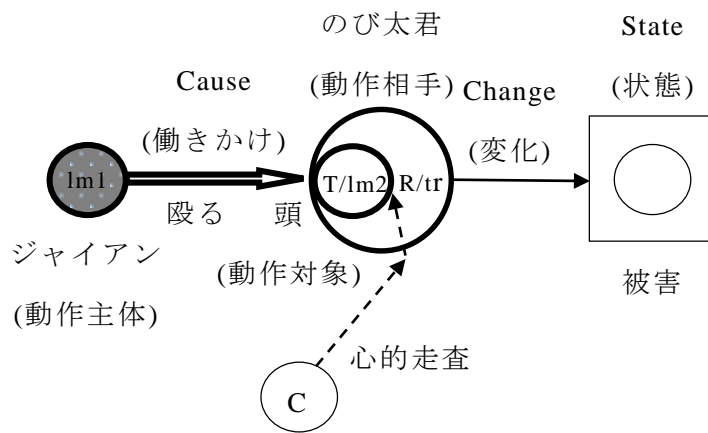 のび太君
State
Cause
(動作相手)
Change
(状態)
(働きかけ)
(変化)
lm1
T/lm2
R/tr
殴る
頭
ジャイアン
(動作対象)
被害
(動作主体)
心的走査
C